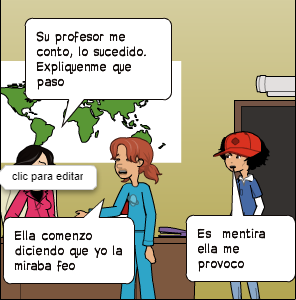 Su profesor me
conto, lo sucedido.
Expliquenme que
paso
clic para editar
Ella comenzo
diciendo que yo la
miraba feo
Es mentira
ella me
provoco